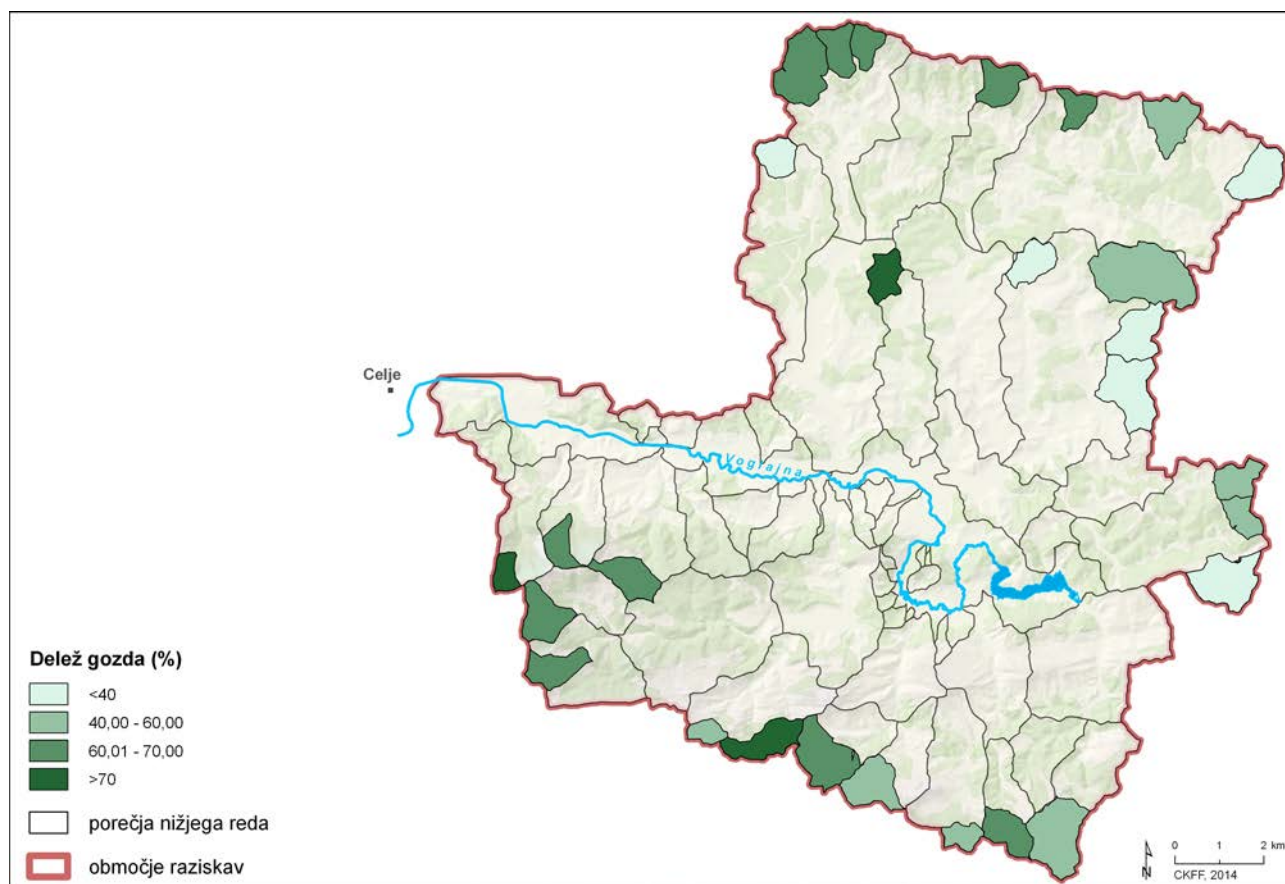 Celje
Voglajna
Delež gozda (%)
<40
40,00 - 60,00
60,01 - 70,00
>70
porečja nižjega reda
območje raziskav
N
0 1 2 km
CKFF, 2014